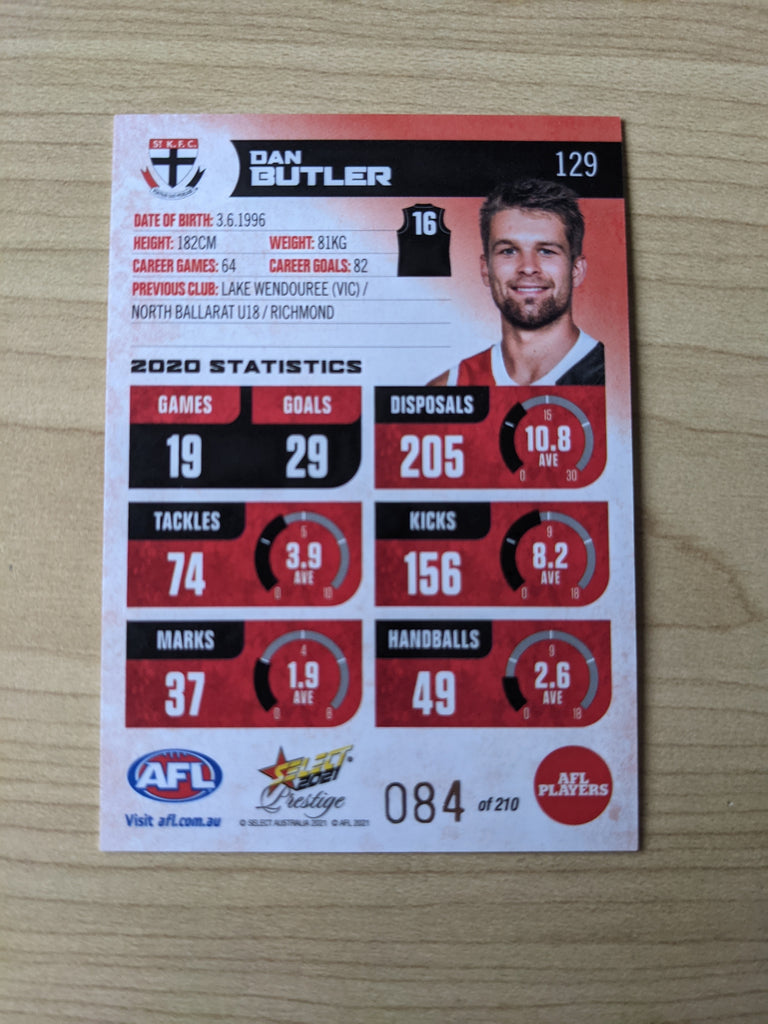 ST K.F.C.
DAN
BUTLER
129
DATE OF BIRTH: 3.6.1996
HEIGHT: 182CM WEIGHT: 81KG
CAREER GAMES: 64 CAREER GOALS: 82
PREVIOUS CLUB: LAKE WENDOUREE (VIC) /
NORTH BALLARAT U18 / RICHMOND
16
2020 STATISTICS
GAMES GOALS
19 29
DISPOSALS
205
15
10.8
AVE
0 30
TACKLES
74
5
3.9
AVE
0 10
KICKS
156
9
8.2
AVE
0 18
MARKS
37
4
1.9
AVE
0 8
HANDBALLS
49
9
2.6
AVE
0 18
AFL
Visit afl.com.au
SELECT
2021
Prestige
© SELECT AUSTRALIA 2021 © AFL 2021
084 of 210
AFL
PLAYERS